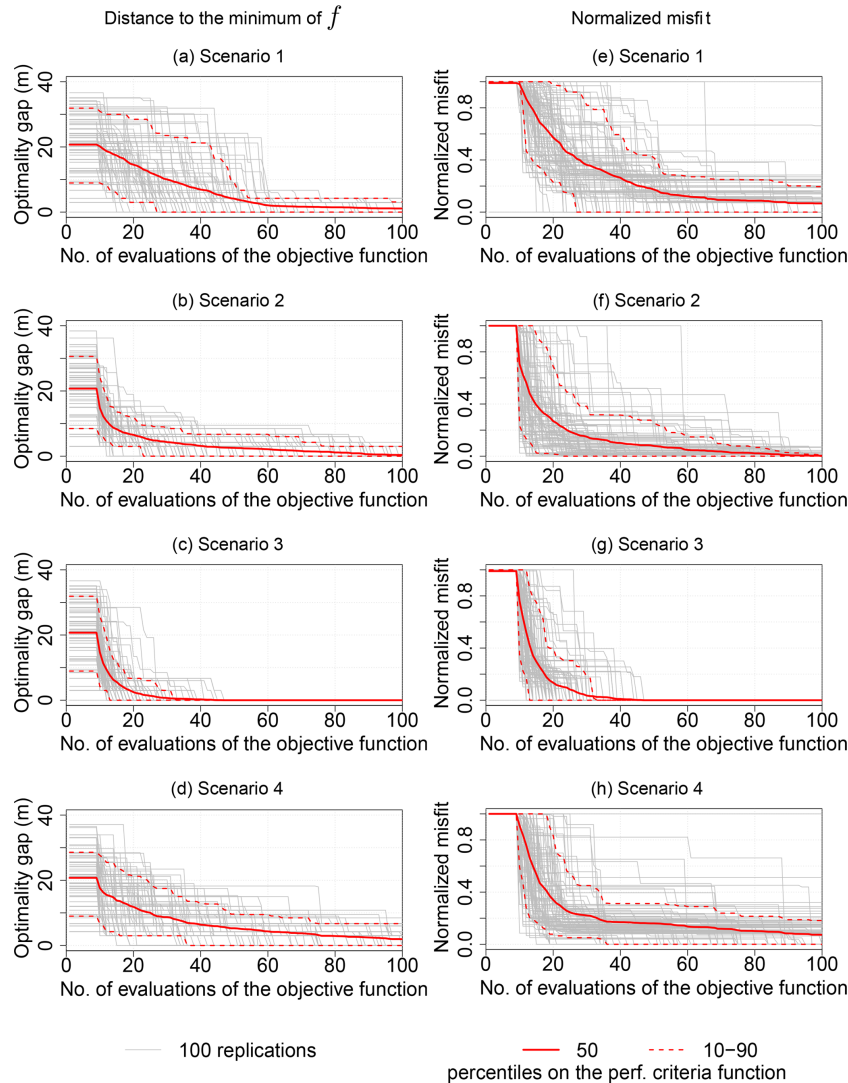 Distance to the minimum of f
Normalized misfit
(a) Scenario 1
Optimality gap (m)
0 20 40
0 20 40 60 80 100
No. of evaluations of the objective function
(e) Scenario 1
Normalized misfit
0.0 0.4 0.8
0 20 40 60 80 100
No. of evaluations of the objective function
(b) Scenario 2
Optimality gap (m)
0 20 40
0 20 40 60 80 100
No. of evaluations of the objective function
(f) Scenario 2
Normalized misfit
0.0 0.4 0.8
0 20 40 60 80 100
No. of evaluations of the objective function
(c) Scenario 3
Optimality gap (m)
0 20 40
0 20 40 60 80 100
No. of evaluations of the objective function
(g) Scenario 3
Normalized misfit
0.0 0.4 0.8
0 20 40 60 80 100
No. of evaluations of the objective function
(d) Scenario 4
Optimality gap (m)
0 20 40
0 20 40 60 80 100
No. of evaluations of the objective function
(h) Scenario 4
Normalized misfit
0.0 0.4 0.8
0 20 40 60 80 100
No. of evaluations of the objective function
100 replications
50
10−90
percentiles on the perf. criteria function